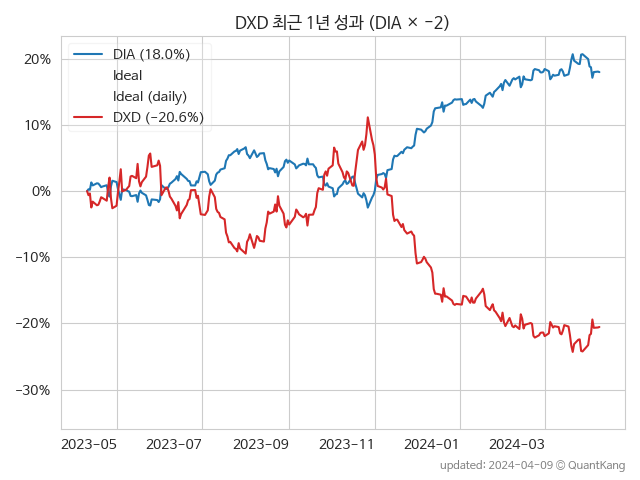 DXD 최근 1년 성과 (DIA × −2)
DIA (18.0%)
Ideal
Ideal (daily)
DXD (−20.6%)
20%
10%
0%
−10%
−20%
−30%
2023-05 2023-07 2023-09 2023-11 2024-01 2024-03
updated: 2024-04-09 © QuantKang